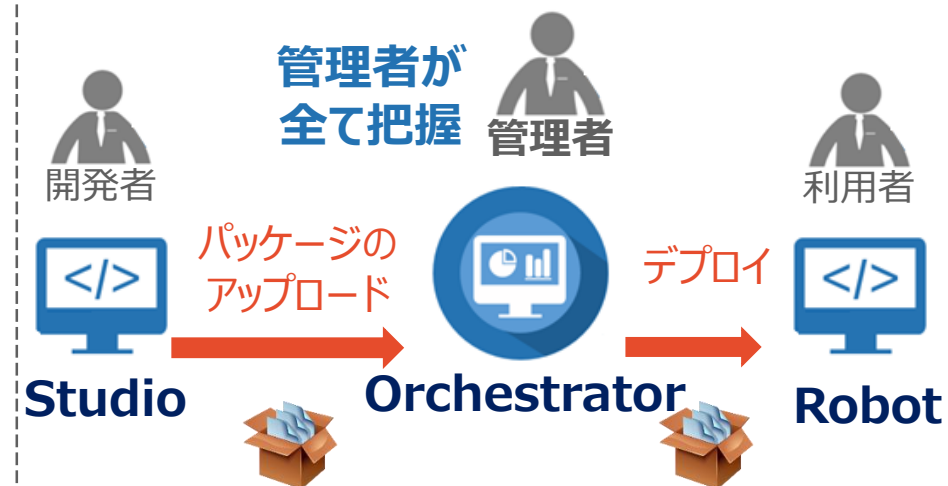 管理者が
全て把握
管理者
開発者
利用者
パッケージの
アップロード
デプロイ
</>
</>
Studio
Orchestrator
Robot